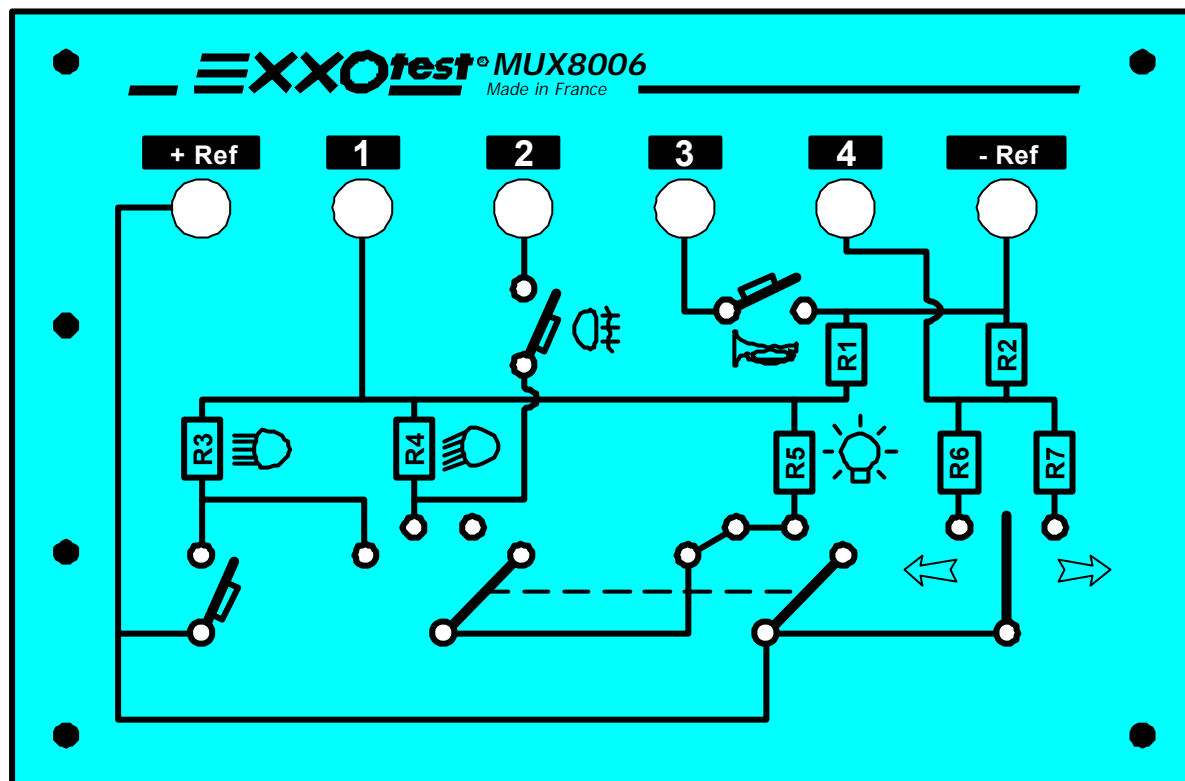 EXXOtest® MUX8006
Made in France
+ Ref 1 2 3 4 - Ref
R1 R2
R3 R4 R5 R6 R7